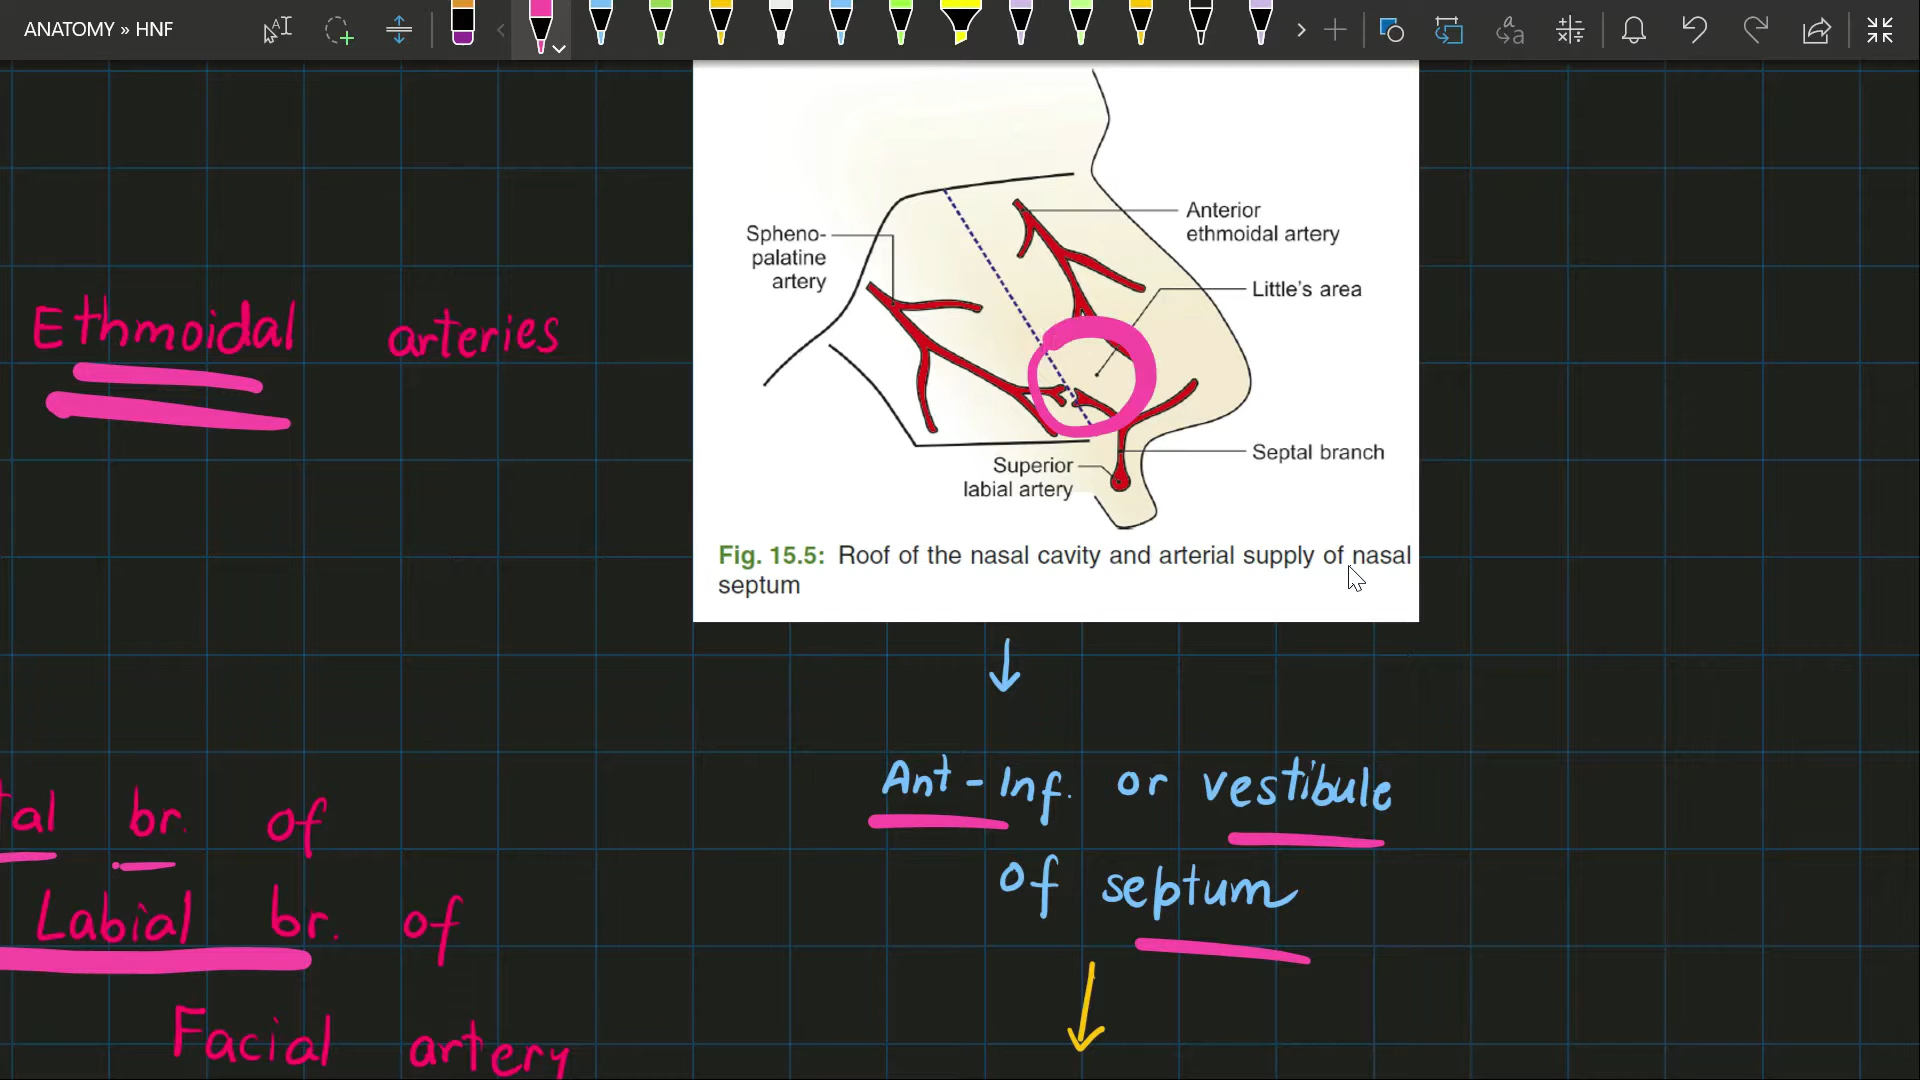 ANATOMY » HNF
Spheno-
palatine
artery
Anterior
ethmoidal artery
Little's area
Septal branch
Superior
labial artery
Fig. 15.5: Roof of the nasal cavity and arterial supply of nasal
septum
Ethmoidal arteries
Ant - Inf. or vestibule
of septum
tal br. of
Labial br. of
Facial artery